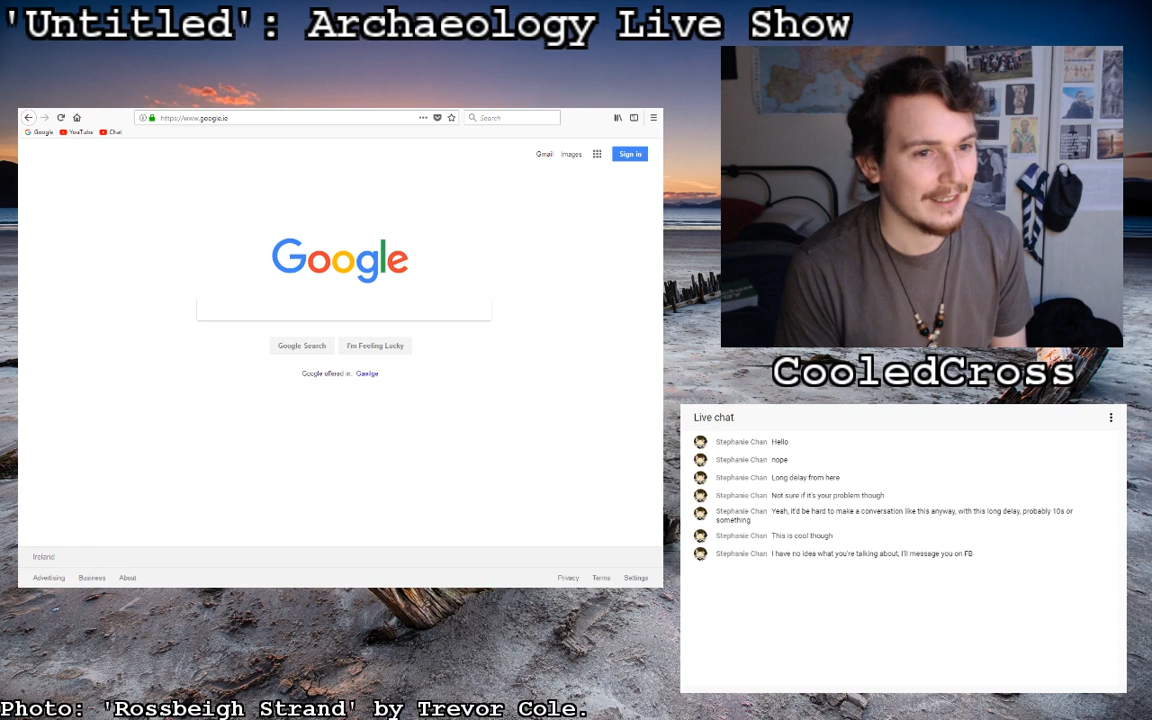 'Untitled': Archaeology Live Show
https://www.google.ie
Search
Google
YouTube
Chat
Gmail
Images
Sign in
Google
Google Search
I'm Feeling Lucky
Google offered in: Gaeilge
Ireland
Advertising
Business
About
Privacy
Terms
Settings
CooledCross
Live chat
Stephanie Chan Hello
Stephanie Chan nope
Stephanie Chan Long delay from here
Stephanie Chan Not sure if it's your problem though
Stephanie Chan Yeah, it'd be hard to make a conversation like this anyway, with this long delay, probably 10s or
something
Stephanie Chan This is cool though
Stephanie Chan I have no idea what you're talking about, I'll message you on FB
Photo: 'Rossbeigh Strand' by Trevor Cole.